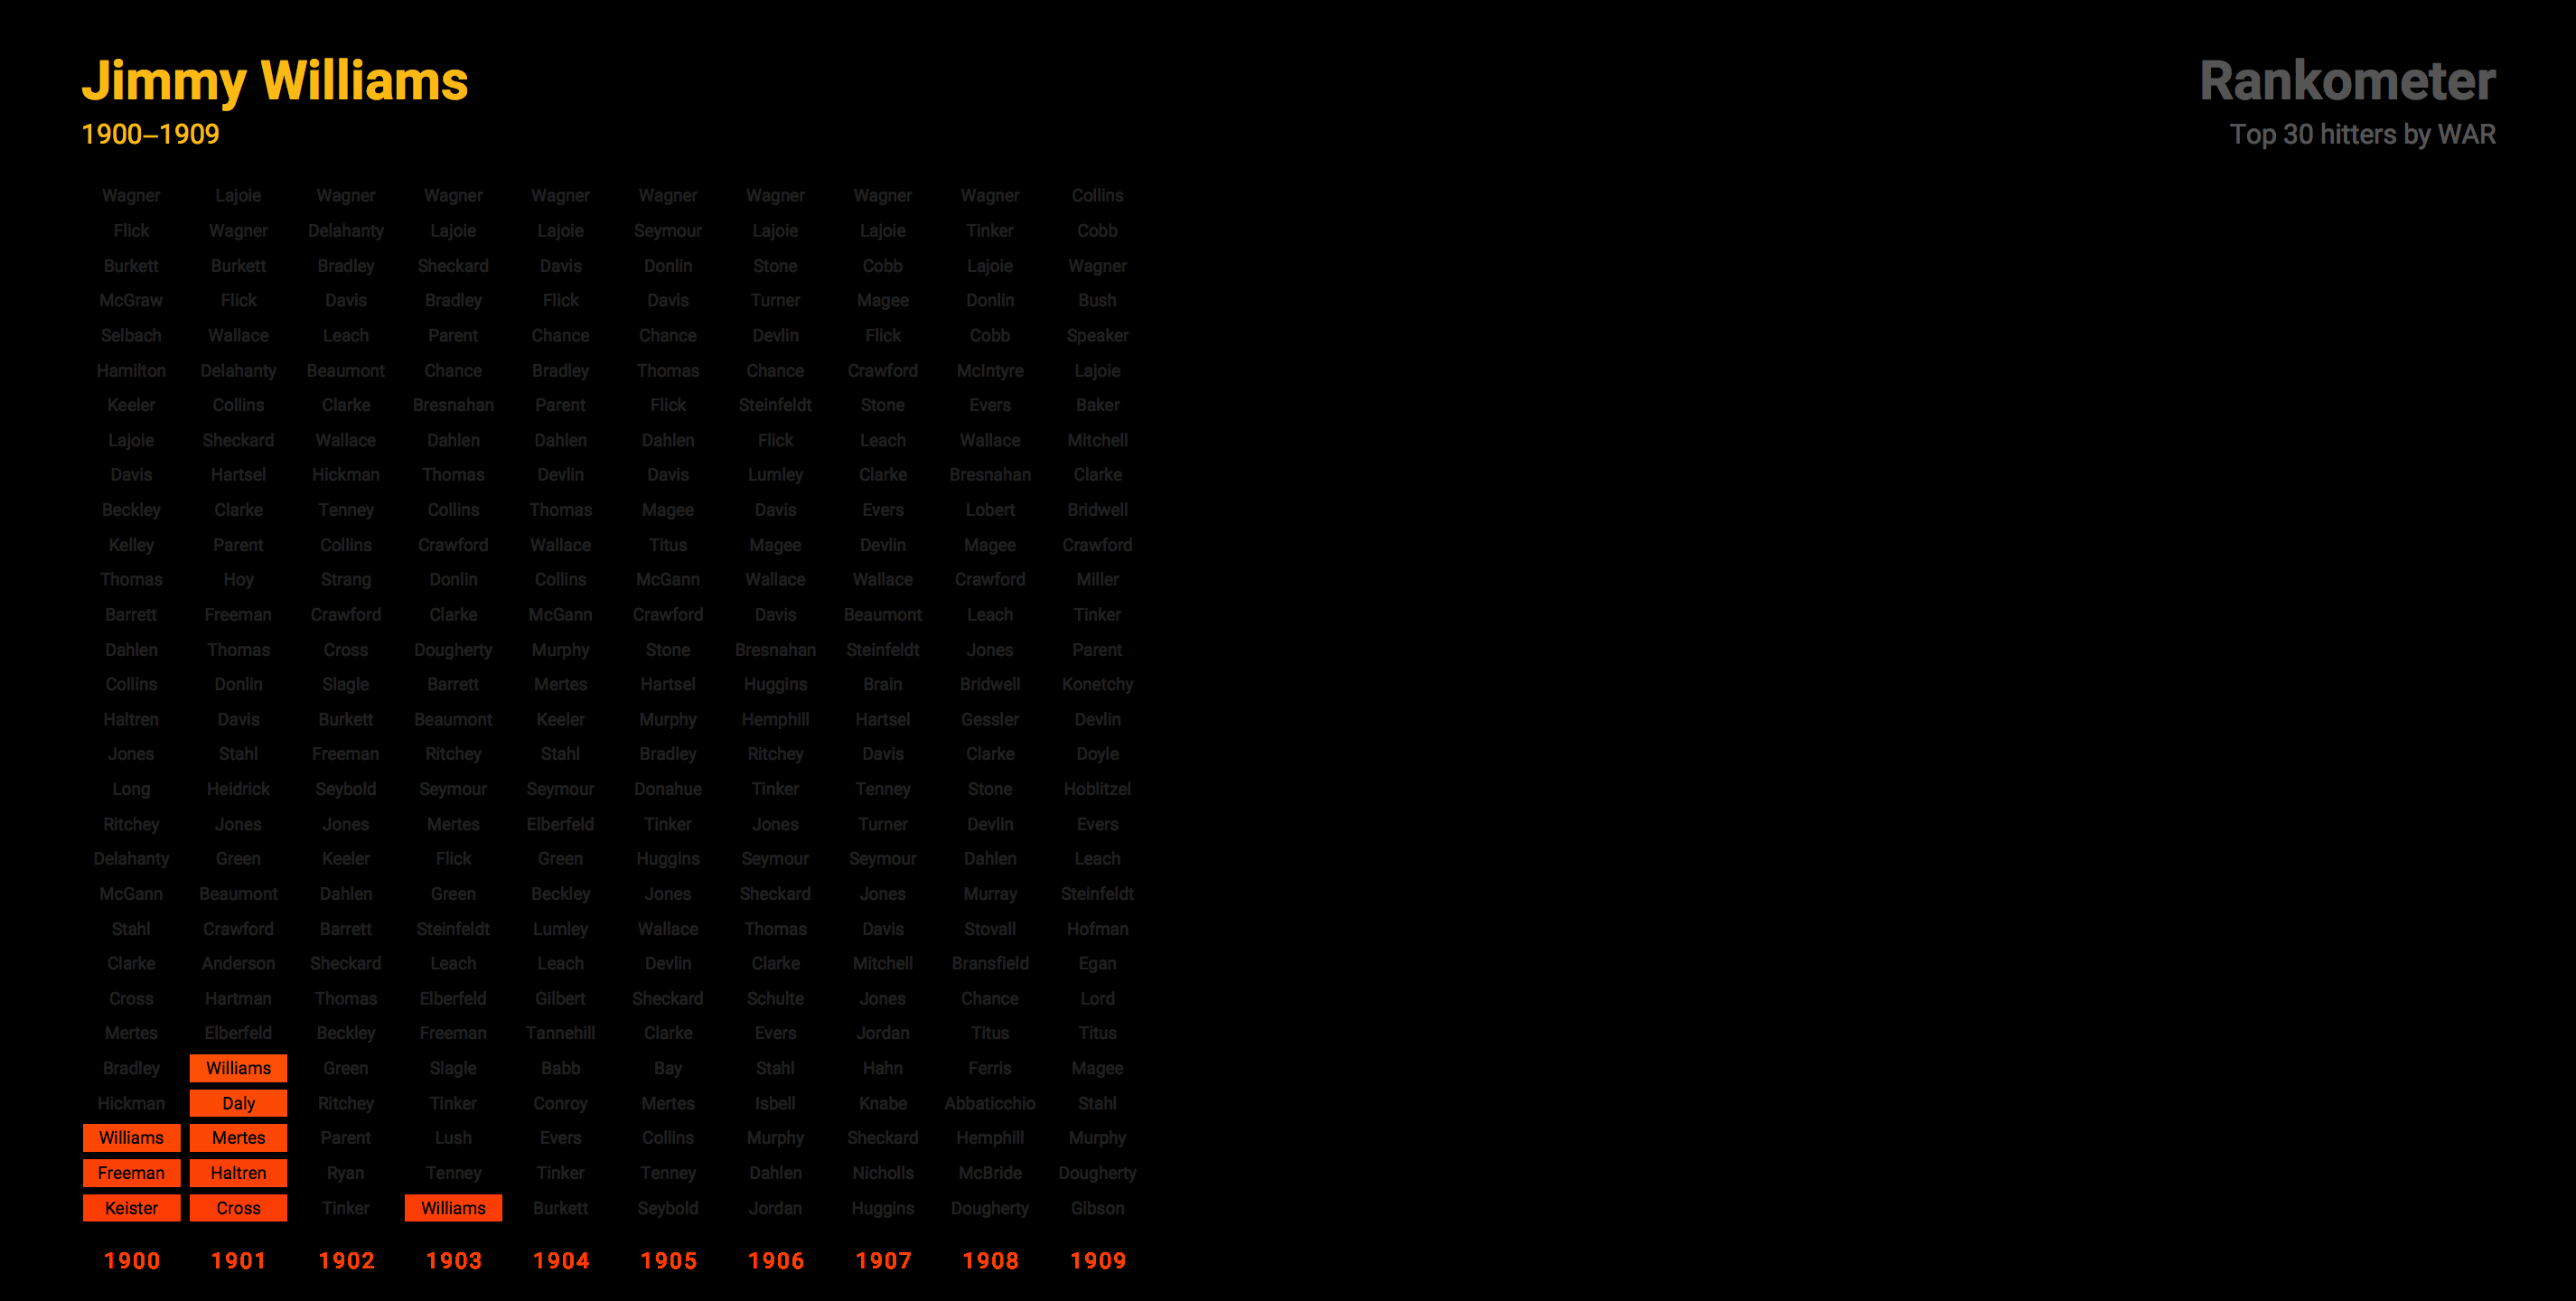 Jimmy Williams
1900–1909
Rankometer
Top 30 hitters by WAR
Wagner Lajoie Wagner Wagner Wagner Wagner Wagner Wagner Wagner Collins
Flick Wagner Delahanty Lajoie Lajoie Seymour Lajoie Lajoie Tinker Cobb
Burkett Burkett Bradley Sheckard Davis Donlin Stone Cobb Lajoie Wagner
McGraw Flick Davis Bradley Flick Davis Turner Magee Donlin Bush
Selbach Wallace Leach Parent Chance Chance Devlin Flick Cobb Speaker
Hamilton Delahanty Beaumont Chance Bradley Thomas Chance Crawford McIntyre Lajoie
Keeler Collins Clarke Bresnahan Parent Flick Steinfeldt Stone Evers Baker
Lajoie Sheckard Wallace Dahlen Dahlen Dahlen Flick Leach Wallace Mitchell
Davis Hartsel Hickman Thomas Devlin Davis Lumley Clarke Bresnahan Clarke
Beckley Clarke Tenney Collins Thomas Magee Davis Evers Lobert Bridwell
Kelley Parent Collins Crawford Wallace Titus Magee Devlin Magee Crawford
Thomas Hoy Strang Donlin Collins McGann Wallace Wallace Crawford Miller
Barrett Freeman Crawford Clarke McGann Crawford Davis Beaumont Leach Tinker
Dahlen Thomas Cross Dougherty Murphy Stone Bresnahan Steinfeldt Jones Parent
Collins Donlin Slagle Barrett Mertes Hartsel Huggins Brain Bridwell Konetchy
Haltren Davis Burkett Beaumont Keeler Murphy Hemphill Hartsel Gessler Devlin
Jones Stahl Freeman Ritchey Stahl Bradley Ritchey Davis Clarke Doyle
Long Heidrick Seybold Seymour Seymour Donahue Tinker Tenney Stone Hoblitzel
Ritchey Jones Jones Mertes Elberfeld Tinker Jones Turner Devlin Evers
Delahanty Green Keeler Flick Green Huggins Seymour Seymour Dahlen Leach
McGann Beaumont Dahlen Green Beckley Jones Sheckard Jones Murray Steinfeldt
Stahl Crawford Barrett Steinfeldt Lumley Wallace Thomas Davis Stovall Hofman
Clarke Anderson Sheckard Leach Leach Devlin Clarke Mitchell Bransfield Egan
Cross Hartman Thomas Elberfeld Gilbert Sheckard Schulte Jones Chance Lord
Mertes Elberfeld Beckley Freeman Tannehill Clarke Evers Jordan Titus Titus
Bradley Williams Green Slagle Babb Bay Stahl Hahn Ferris Magee
Hickman Daly Ritchey Tinker Conroy Mertes Isbell Knabe Abbaticchio Stahl
Williams Mertes Parent Lush Evers Collins Murphy Sheckard Hemphill Murphy
Freeman Haltren Ryan Tenney Tinker Tenney Dahlen Nicholls McBride Dougherty
Keister Cross Tinker Williams Burkett Seybold Jordan Huggins Dougherty Gibson
1900 1901 1902 1903 1904 1905 1906 1907 1908 1909